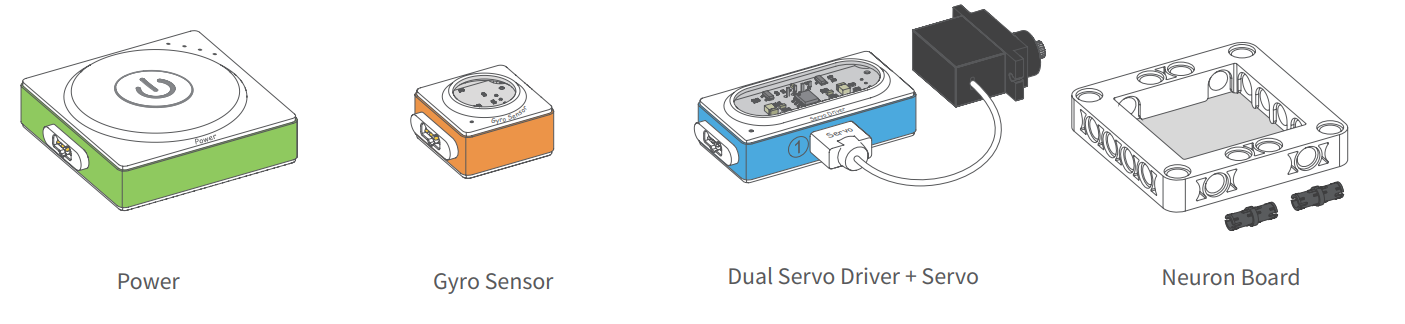 Power
Gyro Sensor
Servo Driver
Servo
1
Power
Gyro Sensor
Dual Servo Driver + Servo
Neuron Board